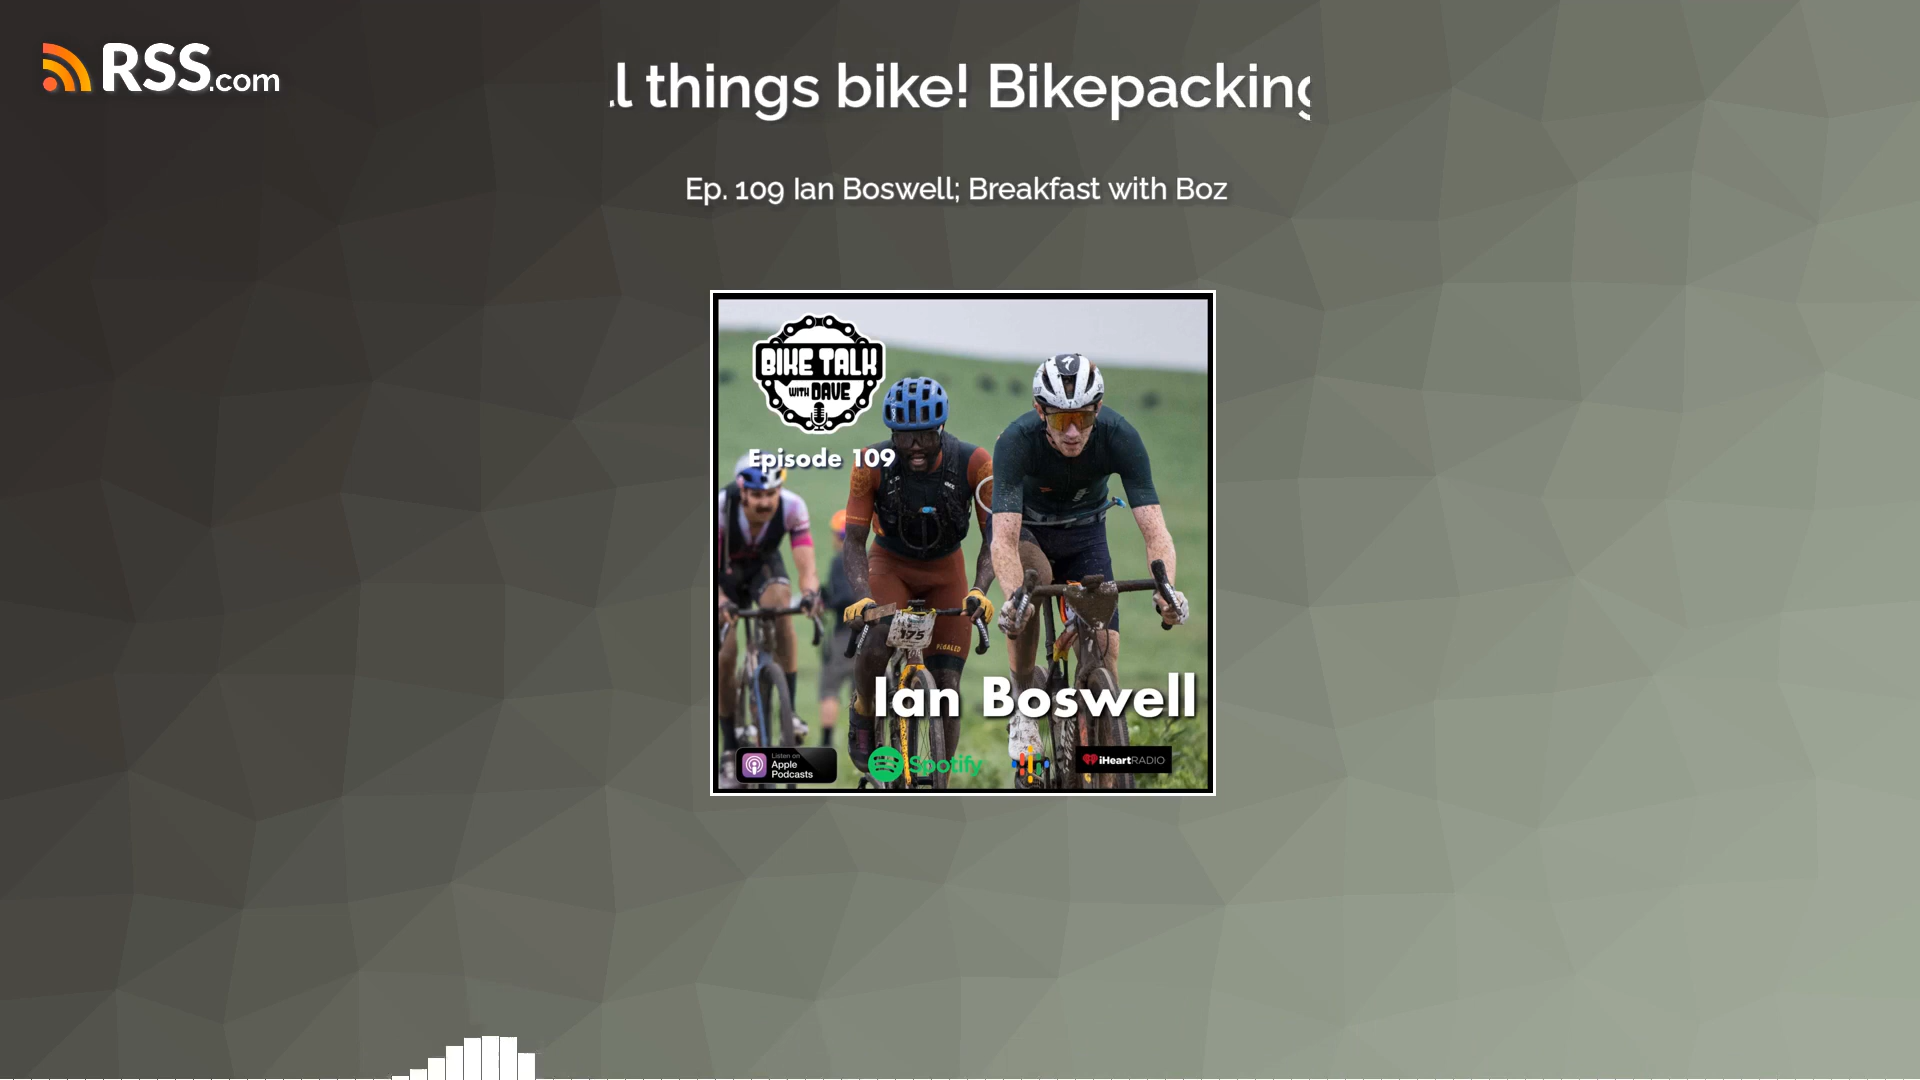 RSS.com
l things bike! Bikepacking
Ep. 109 Ian Boswell; Breakfast with Boz
BIKE TALK
WITH DAVE
Episode 109
175
PEDALED
Ian Boswell
Listen on
Apple
Podcasts
Spotify
iHeartRADIO